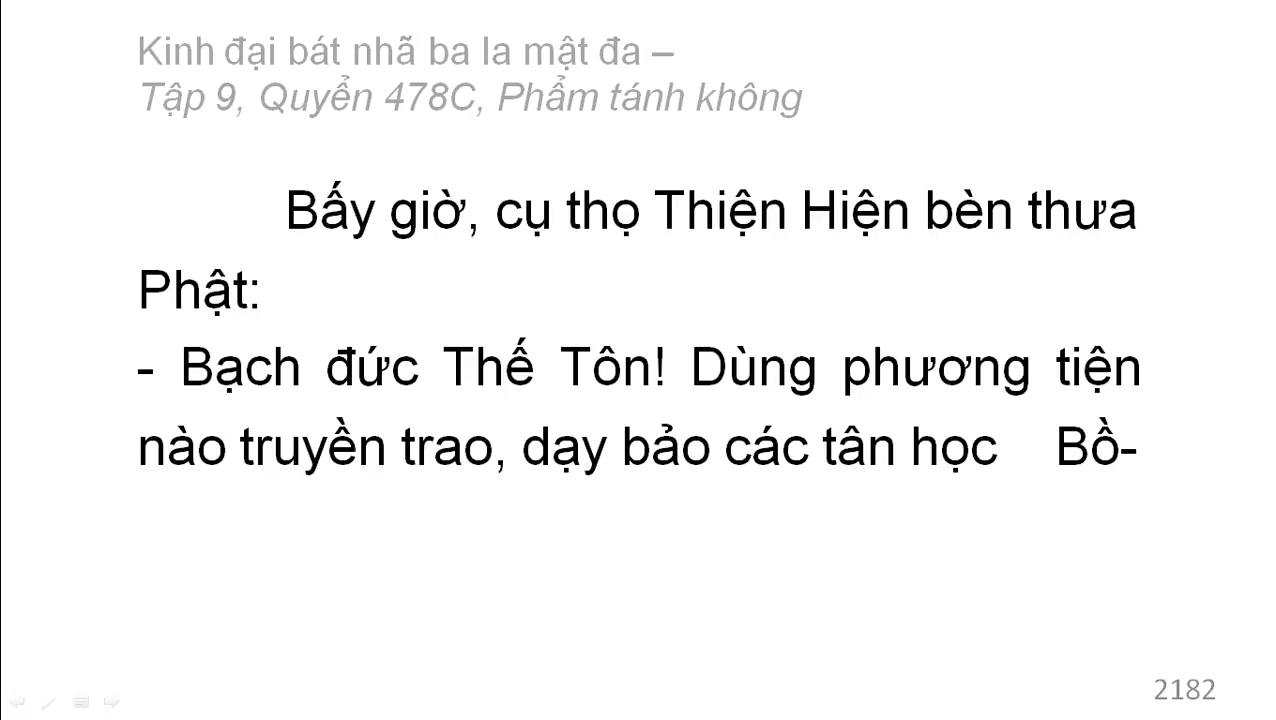 Kinh đại bát nhã ba la mật đa –
Tập 9, Quyển 478C, Phẩm tánh không
Bấy giờ, cụ thọ Thiện Hiện bèn thưa
Phật:
- Bạch đức Thế Tôn! Dùng phương tiện
nào truyền trao, dạy bảo các tân học Bồ-
2182